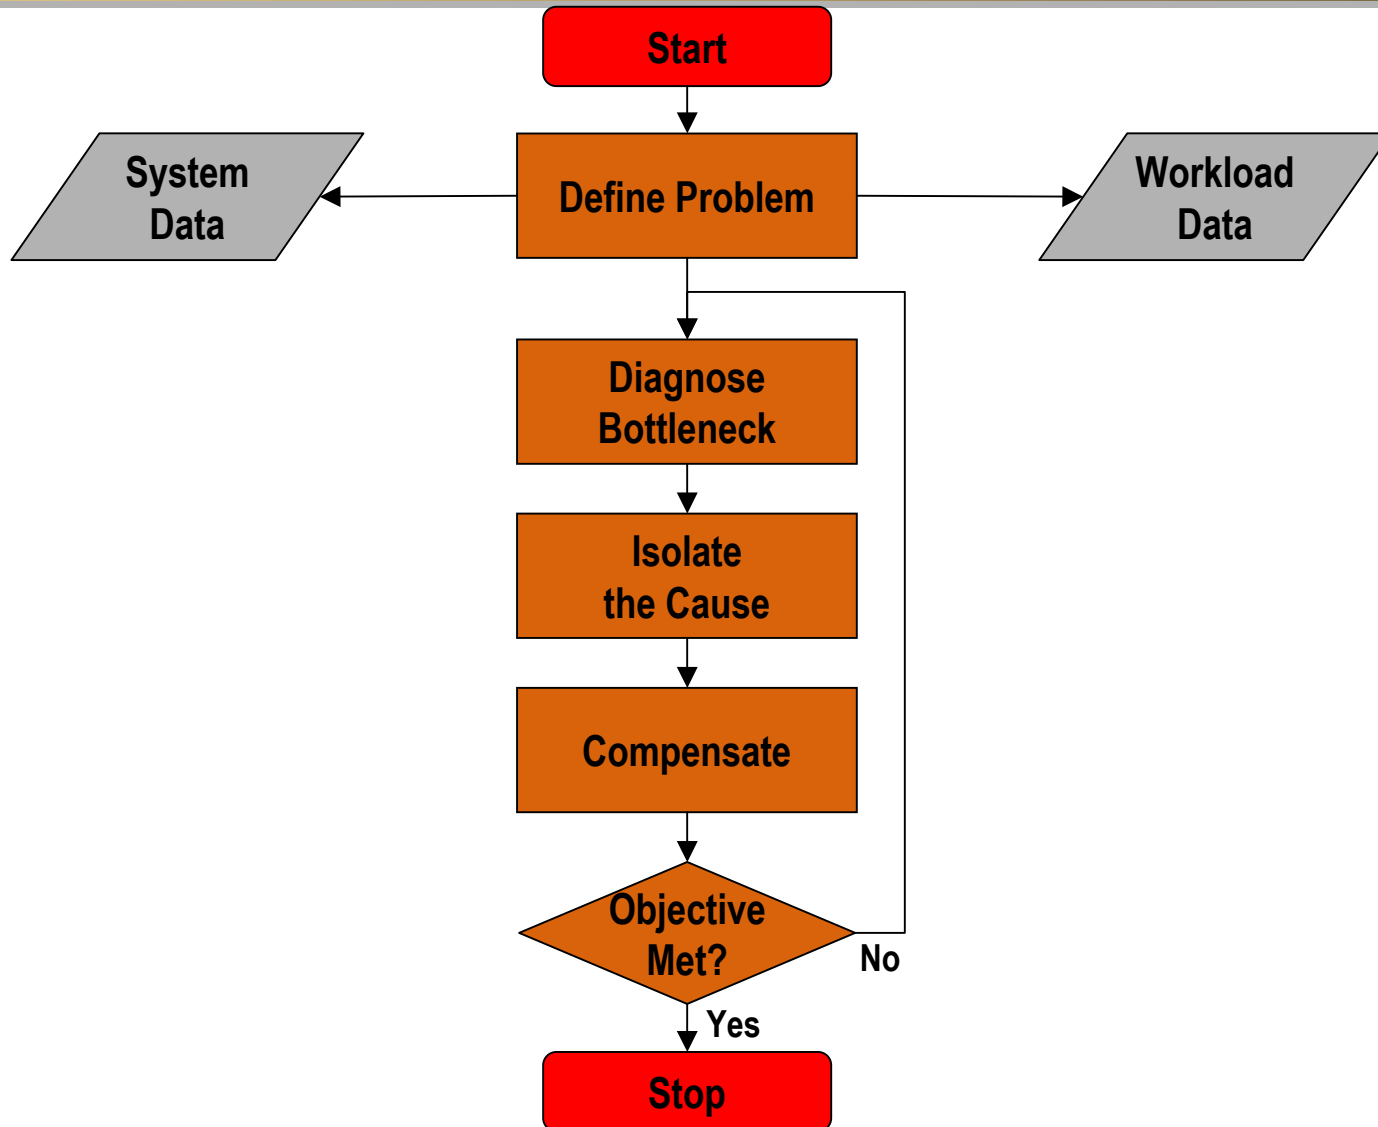 Start
System
Data
Define Problem
Workload
Data
Diagnose
Bottleneck
Isolate
the Cause
Compensate
Objective
Met?
No
Yes
Stop